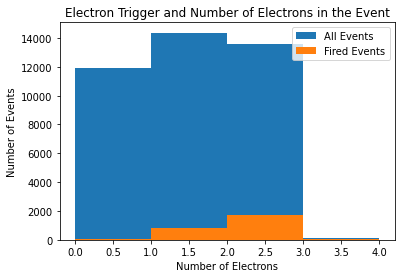 Electron Trigger and Number of Electrons in the Event
All Events
Fired Events
Number of Events
14000
12000
10000
8000
6000
4000
2000
0
0.0 0.5 1.0 1.5 2.0 2.5 3.0 3.5 4.0
Number of Electrons